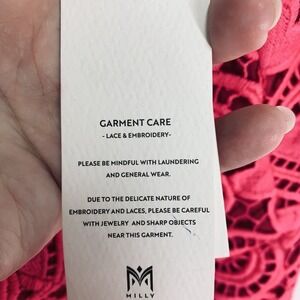 GARMENT CARE
- LACE & EMBROIDERY-
PLEASE BE MINDFUL WITH LAUNDERING
AND GENERAL WEAR.
DUE TO THE DELICATE NATURE OF
EMBROIDERY AND LACES, PLEASE BE CAREFUL
WITH JEWELRY AND SHARP OBJECTS
NEAR THIS GARMENT.
MILLY